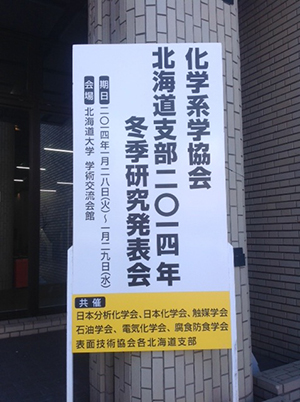 化学系学協会
北海道支部二〇一四年
冬季研究発表会
期日 二〇一四年一月二八日(火)〜一月二九日(水)
会場 北海道大学 学術交流会館
共催
日本分析化学会、日本化学会、触媒学会
石油学会、電気化学会、腐食防食学会
表面技術協会各北海道支部